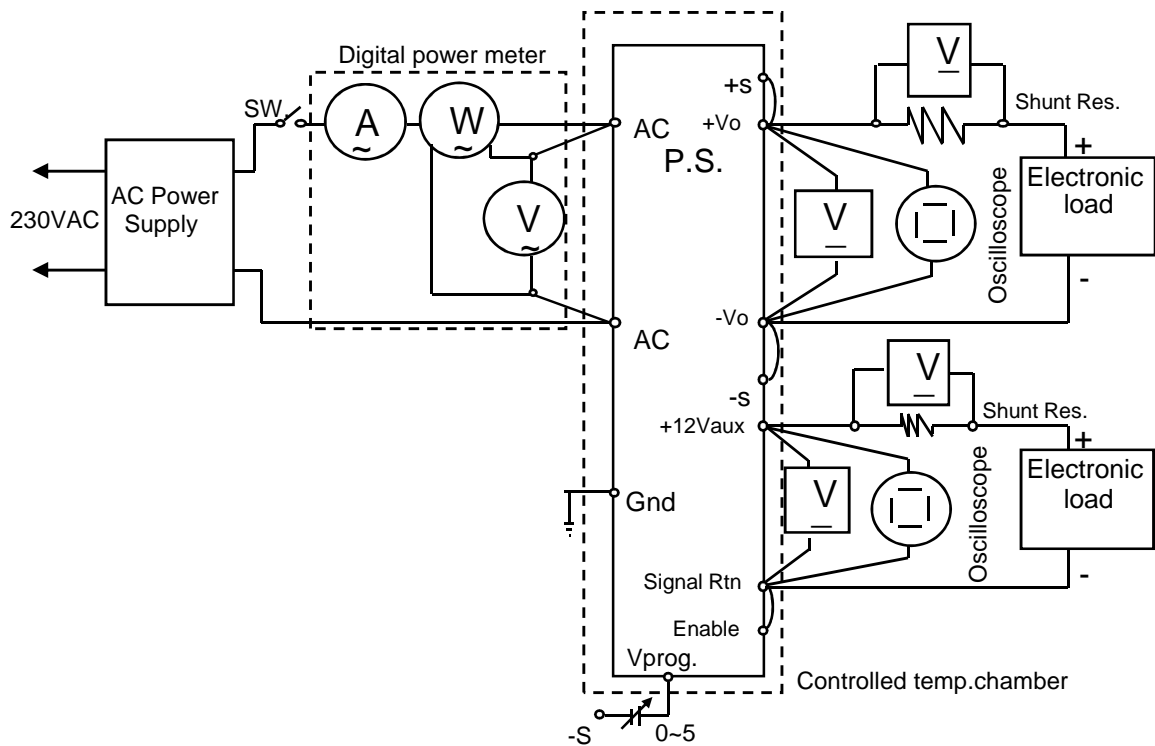 Digital power meter
SW.
A
~
W
~
V
~
AC Power
Supply
230VAC
AC
P.S.
AC
Gnd
Vprog.
-S
0~5
+s
+Vo
-Vo
-s
+12Vaux
Signal Rtn
Enable
V
Shunt Res.
V
Oscilloscope
+
Electronic
load
-
V
Shunt Res.
V
Oscilloscope
+
Electronic
load
-
Controlled temp.chamber